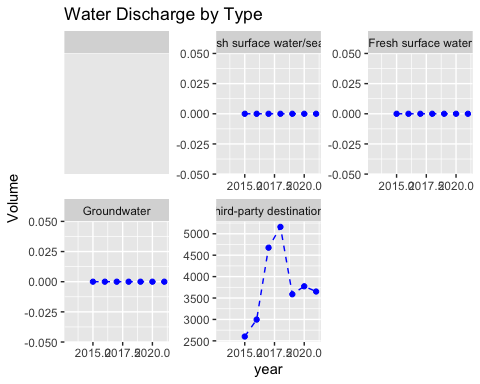 Water Discharge by Type
sh surface water/sea
Fresh surface water
0.050
0.025
0.000
-0.025
-0.050
0.050
0.025
0.000
-0.025
-0.050
2015.0 2017.5 2020.0
2015.0 2017.5 2020.0
Volume
Groundwater
hird-party destination
0.050
0.025
0.000
-0.025
-0.050
5000
4500
4000
3500
3000
2500
2015.0 2017.5 2020.0
2015.0 2017.5 2020.0
year